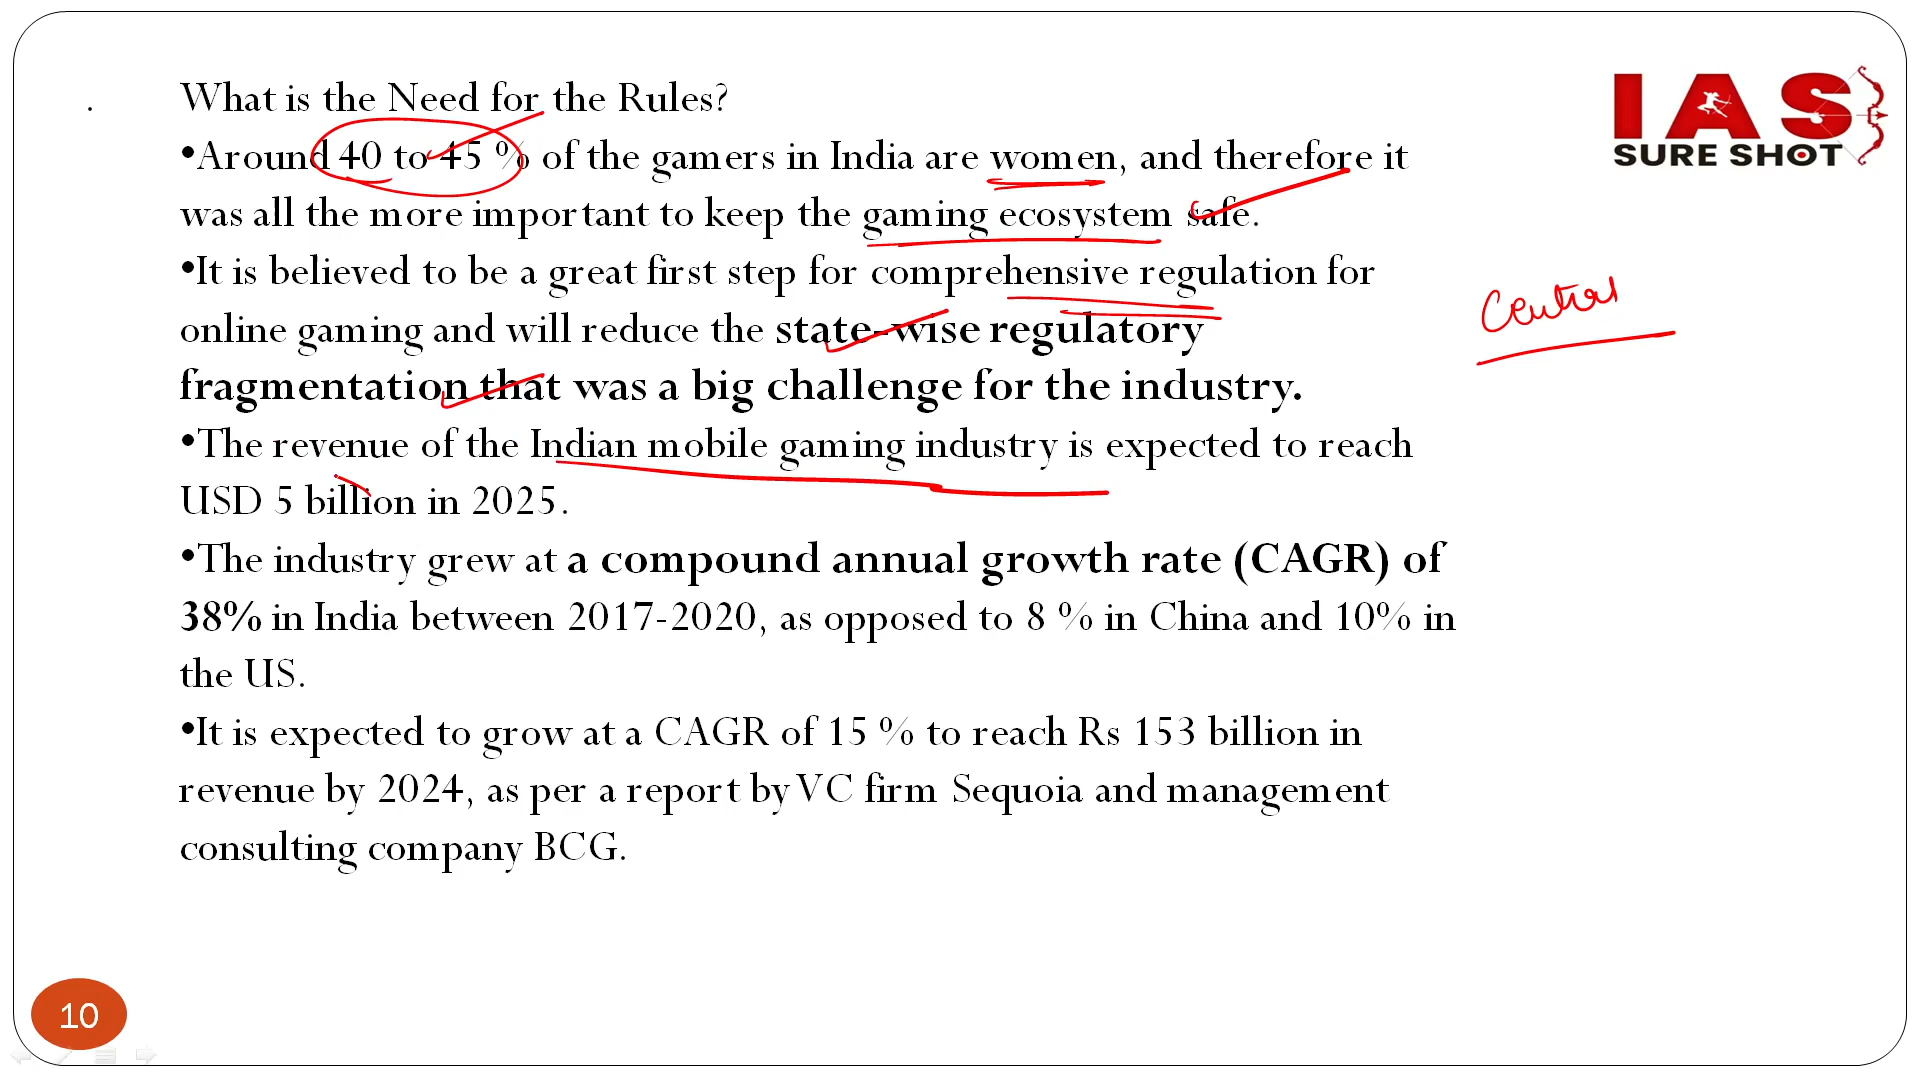 . What is the Need for the Rules?
•Around 40 to 45 % of the gamers in India are women, and therefore it
was all the more important to keep the gaming ecosystem safe.
•It is believed to be a great first step for comprehensive regulation for
online gaming and will reduce the state-wise regulatory
fragmentation that was a big challenge for the industry.
•The revenue of the Indian mobile gaming industry is expected to reach
USD 5 billion in 2025.
•The industry grew at a compound annual growth rate (CAGR) of
38% in India between 2017-2020, as opposed to 8 % in China and 10% in
the US.
•It is expected to grow at a CAGR of 15 % to reach Rs 153 billion in
revenue by 2024, as per a report by VC firm Sequoia and management
consulting company BCG.
IAS
SURE SHOT
Central
10